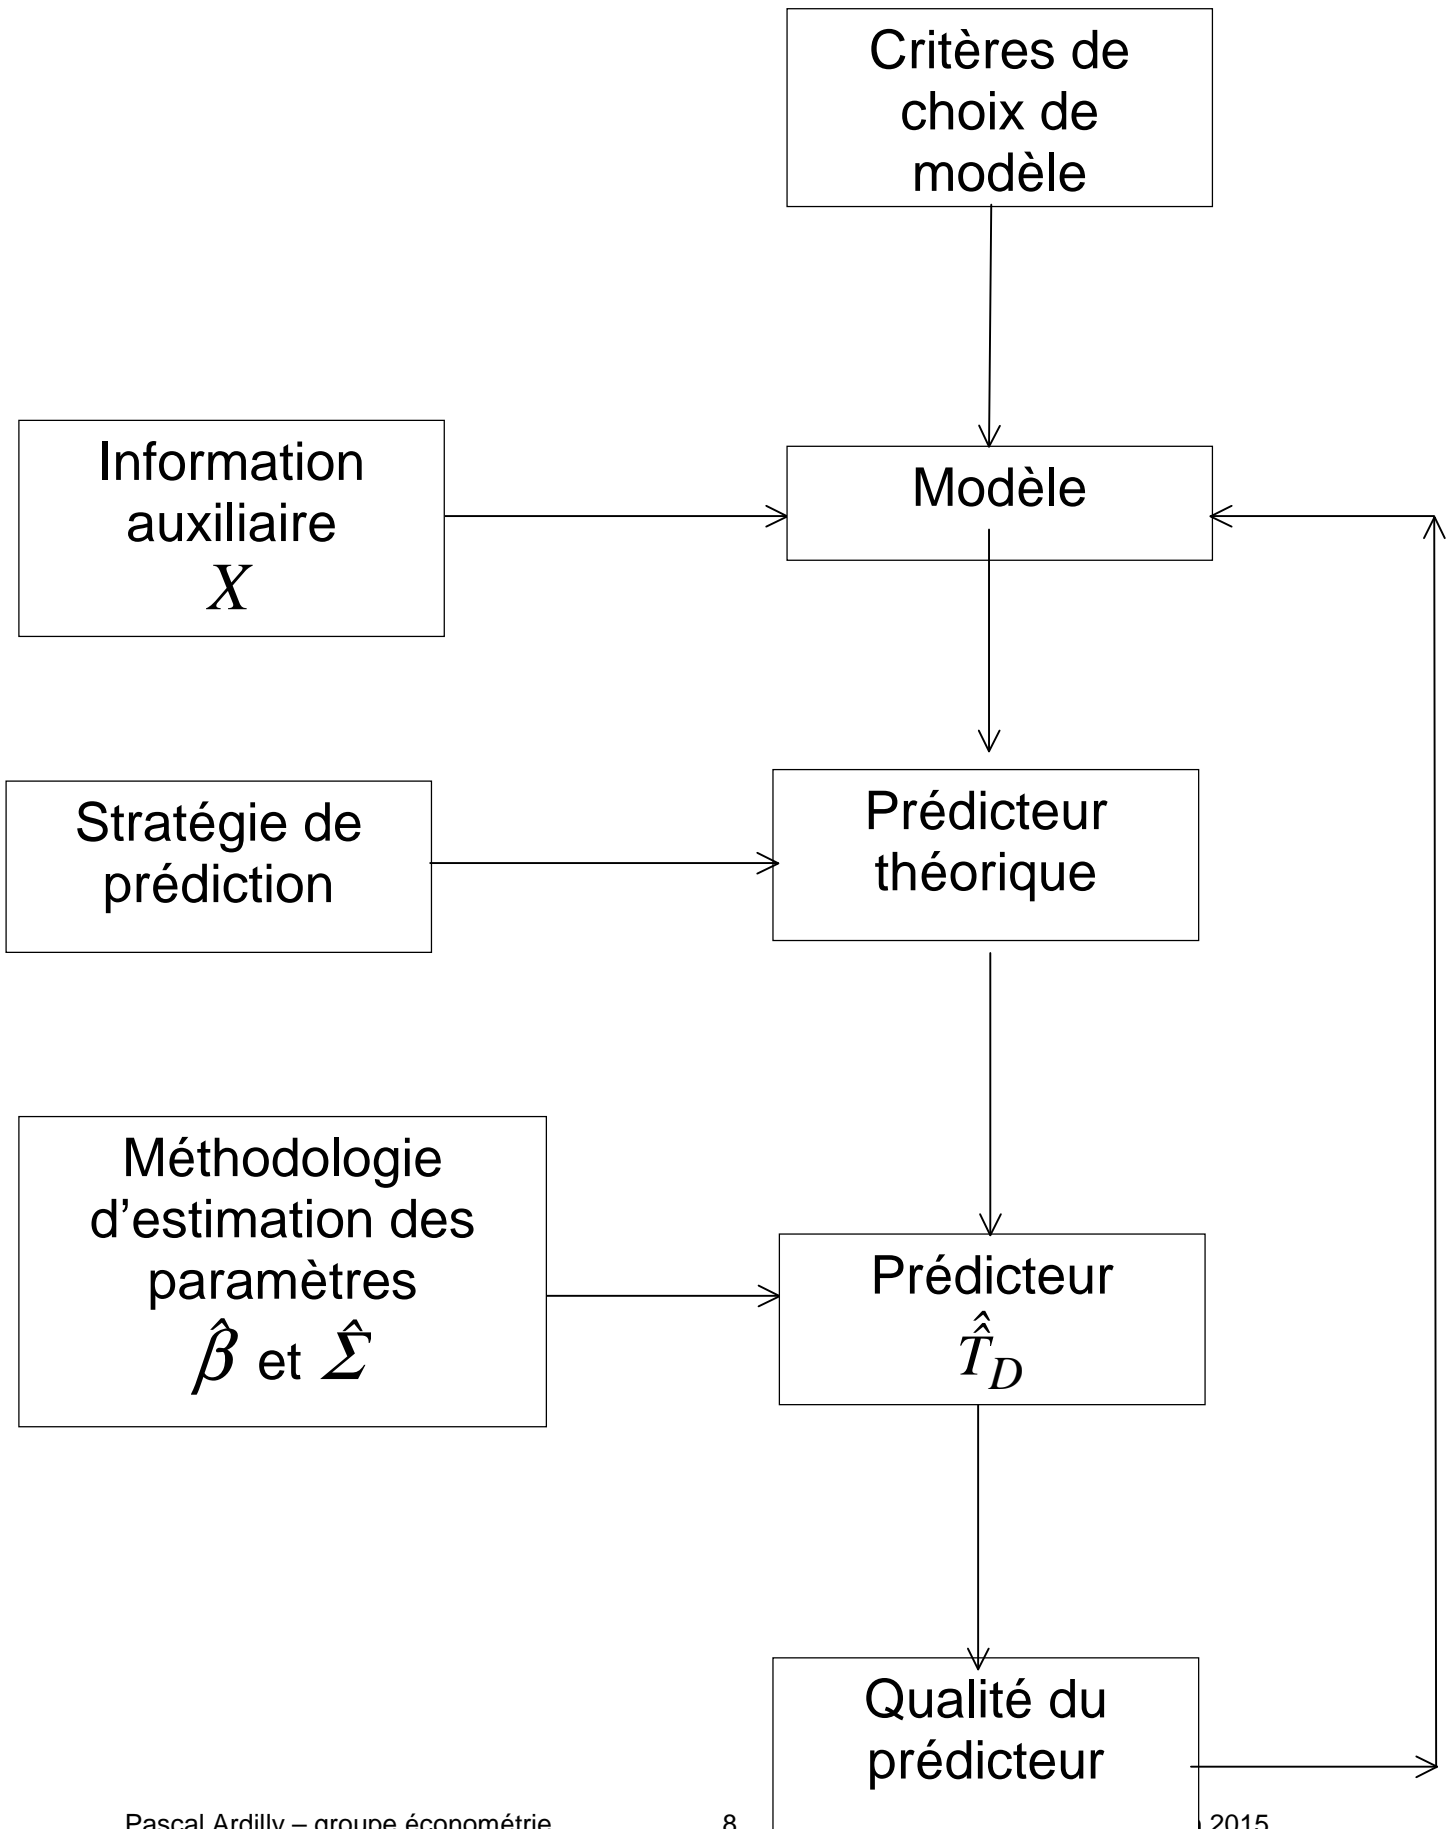 Critères de
choix de
modèle
Information
auxiliaire
X
Modèle
Stratégie de
prédiction
Prédicteur
théorique
Méthodologie
d’estimation des
paramètres
β̂ et Σ̂
Prédicteur
T̂̂_D
Qualité du
prédicteur
Pascal Ardilly – groupe économétrie 8 2015